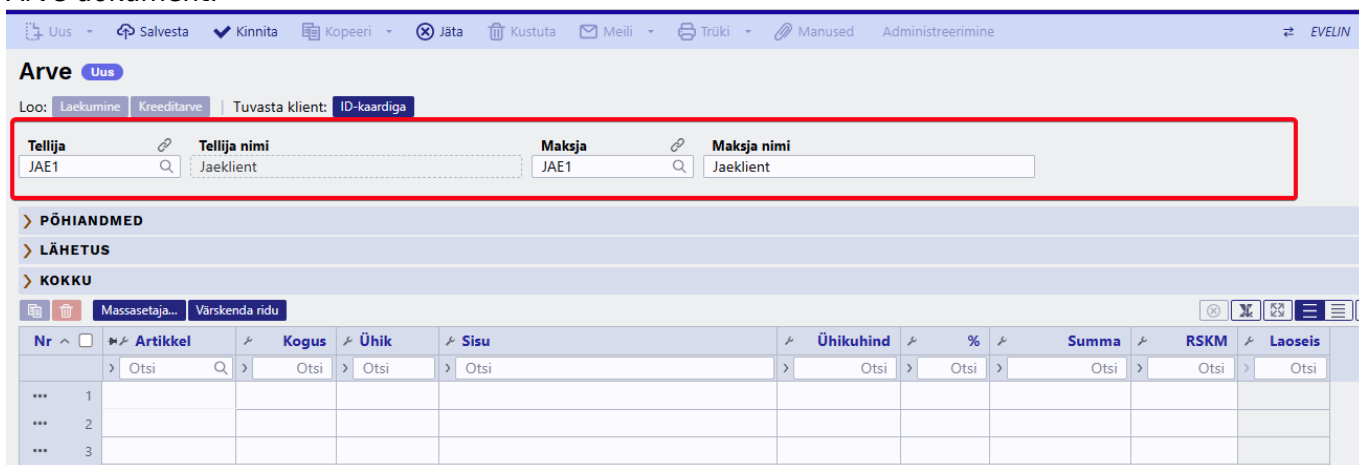 Uus Salvesta Kinnita Kopeeri Jäta Kustuta Meili Trüki Manused Administreerimine EVELIN
Arve Uus
Loo: Laekumine Kreeditarve | Tuvasta klient: ID-kaardiga
Tellija Tellija nimi Maksja Maksja nimi
JAE1 Jaeklient JAE1 Jaeklient
PÕHIANDMED
LÄHETUS
KOKKU
Massasetaja... Värskenda ridu
Nr Artikkel Kogus Ühik Sisu Ühikuhind % Summa RSKM Laoseis
Otsi Otsi Otsi Otsi Otsi Otsi Otsi Otsi Otsi
1
2
3